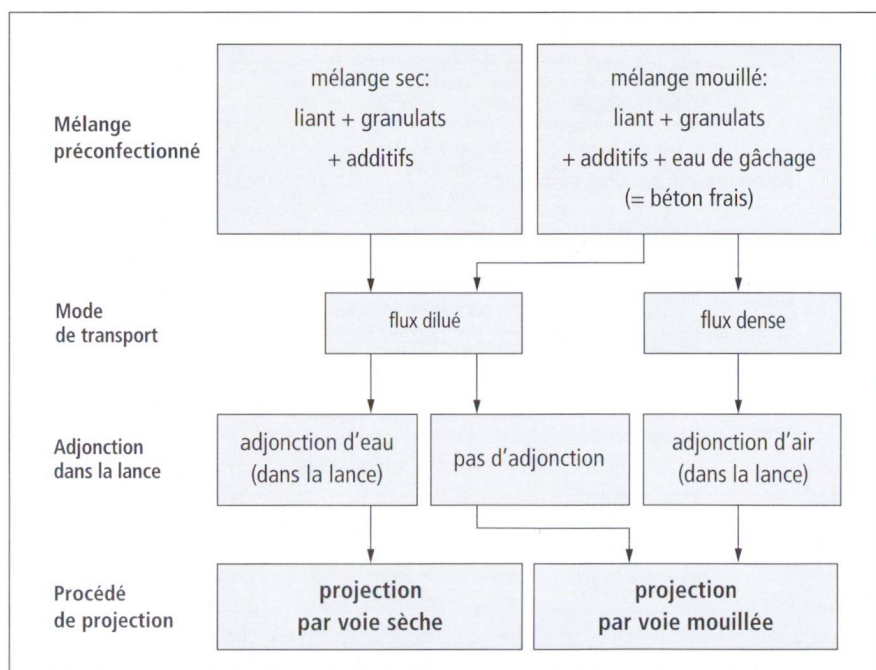 mélange sec:
liant + granulats
+ additifs
mélange mouillé:
liant + granulats
+ additifs + eau de gâchage
(= béton frais)
Mélange
préconfectionné
Mode
de transport
flux dilué
flux dense
Adjonction
dans la lance
adjonction d'eau
(dans la lance)
pas d'adjonction
adjonction d'air
(dans la lance)
Procédé
de projection
projection
par voie sèche
projection
par voie mouillée